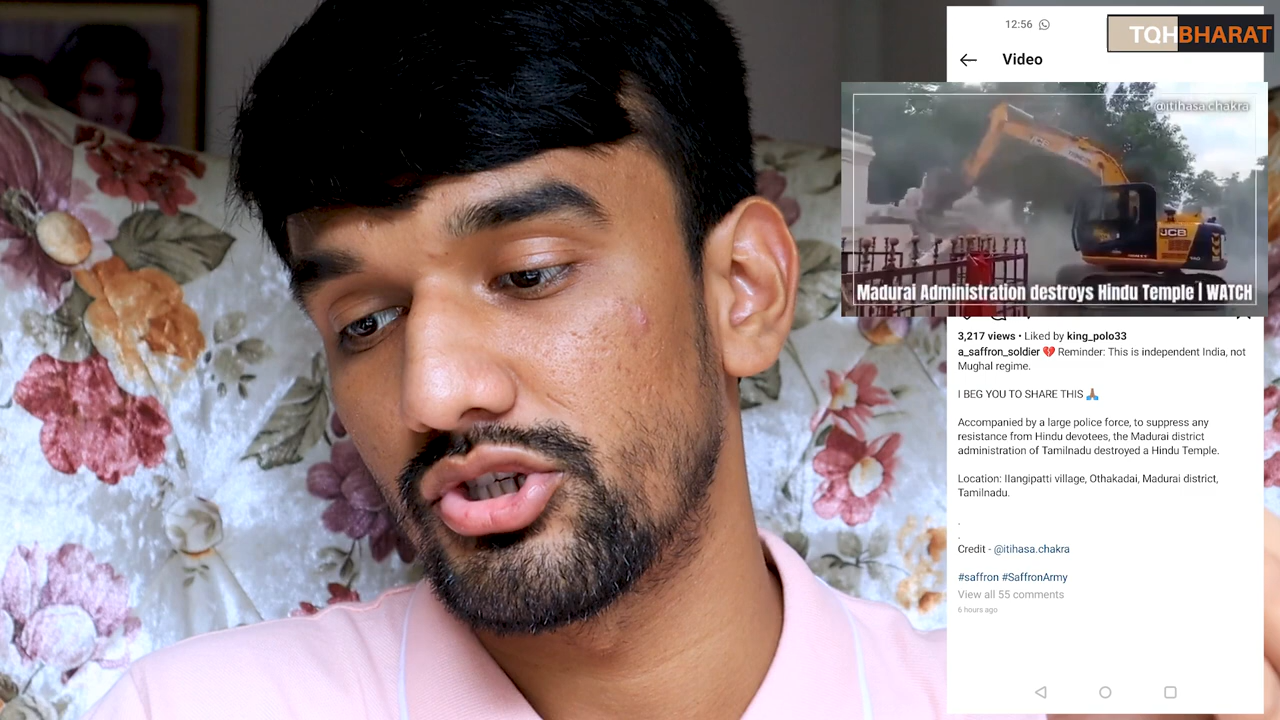 12:56
TQHBHARAT
Video
@itihasa.chakra
JCB
Madurai Administration destroys Hindu Temple | WATCH
3,217 views • Liked by king_polo33
a_saffron_soldier 💔 Reminder: This is independent India, not
Mughal regime.
I BEG YOU TO SHARE THIS 🙏
Accompanied by a large police force, to suppress any
resistance from Hindu devotees, the Madurai district
administration of Tamilnadu destroyed a Hindu Temple.
Location: Ilangipatti village, Othakadai, Madurai district,
Tamilnadu.
.
.
Credit - @itihasa.chakra
#saffron #SaffronArmy
View all 55 comments
6 hours ago